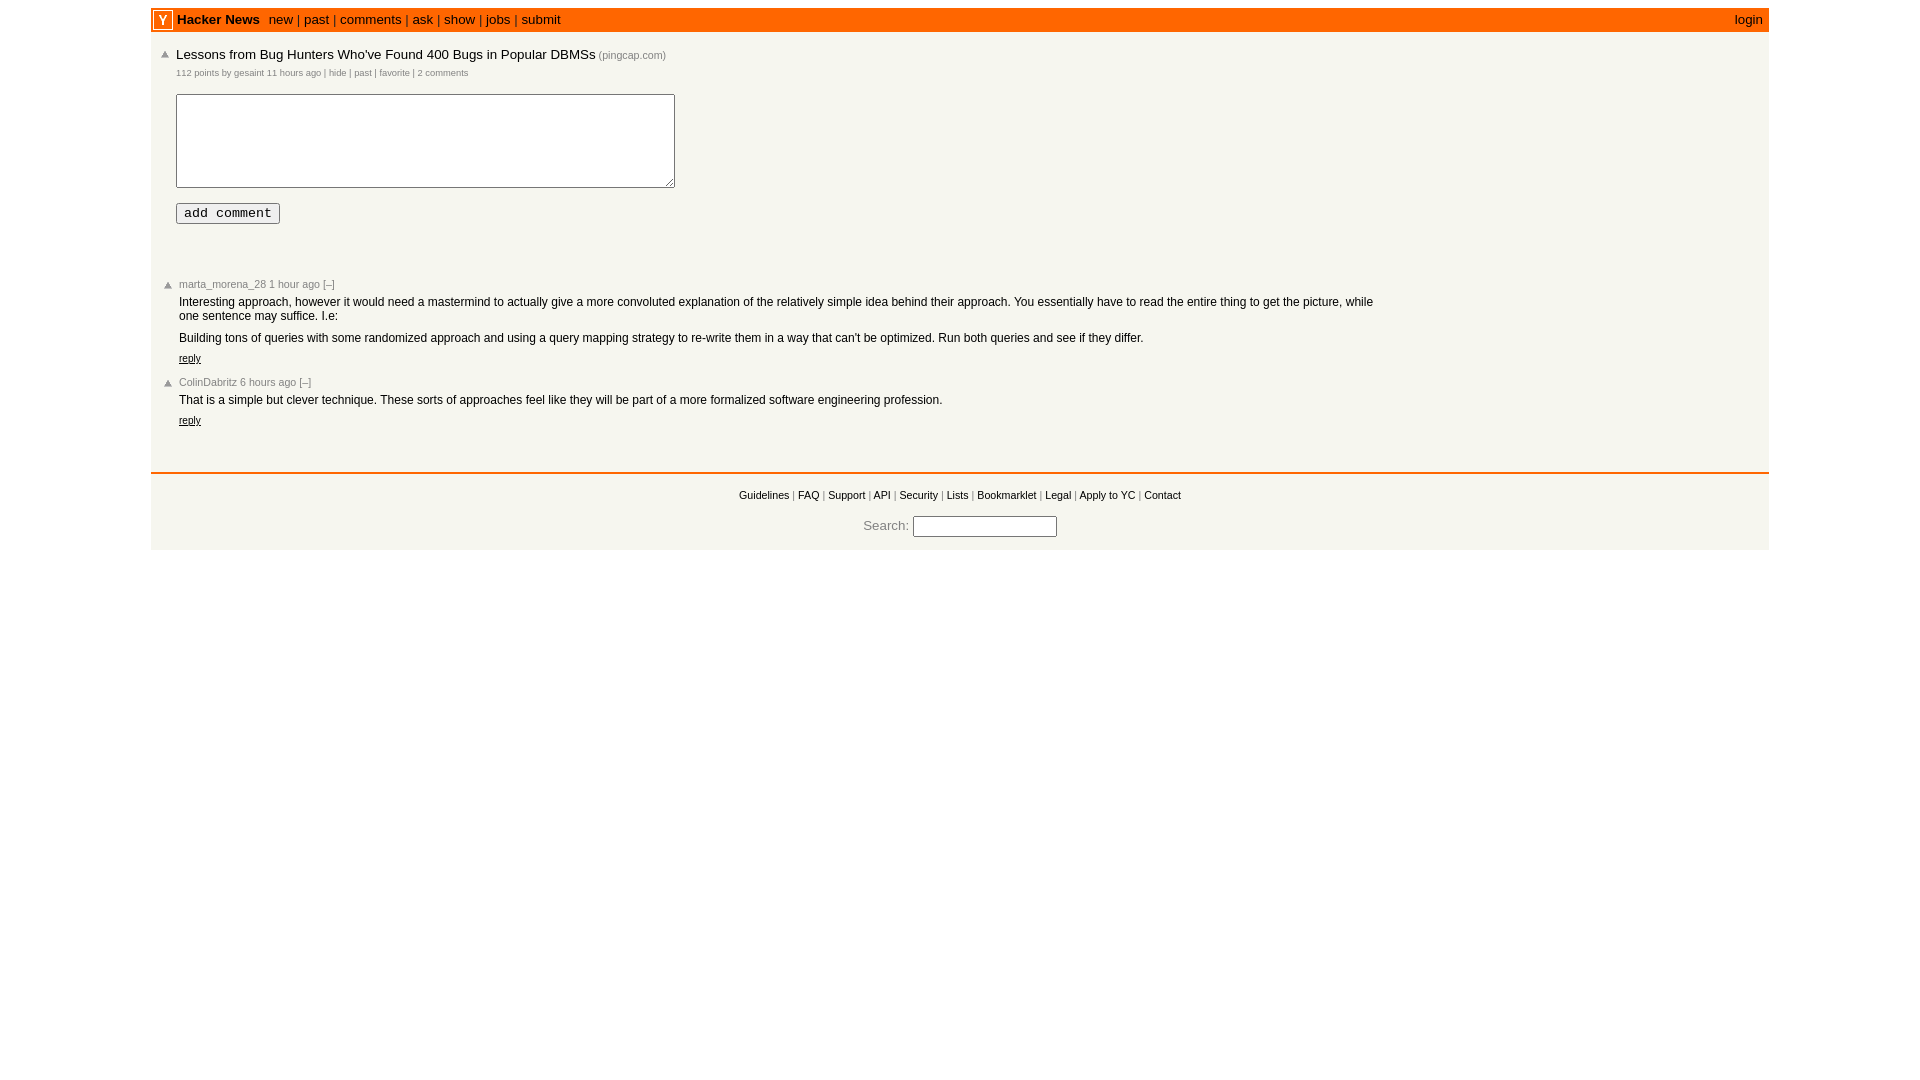 Y Hacker News new | past | comments | ask | show | jobs | submit login
Lessons from Bug Hunters Who've Found 400 Bugs in Popular DBMSs (pingcap.com)
112 points by gesaint 11 hours ago | hide | past | favorite | 2 comments
add comment
marta_morena_28 1 hour ago [–]
Interesting approach, however it would need a mastermind to actually give a more convoluted explanation of the relatively simple idea behind their approach. You essentially have to read the entire thing to get the picture, while
one sentence may suffice. I.e:
Building tons of queries with some randomized approach and using a query mapping strategy to re-write them in a way that can't be optimized. Run both queries and see if they differ.
reply
ColinDabritz 6 hours ago [–]
That is a simple but clever technique. These sorts of approaches feel like they will be part of a more formalized software engineering profession.
reply
Guidelines | FAQ | Support | API | Security | Lists | Bookmarklet | Legal | Apply to YC | Contact
Search: